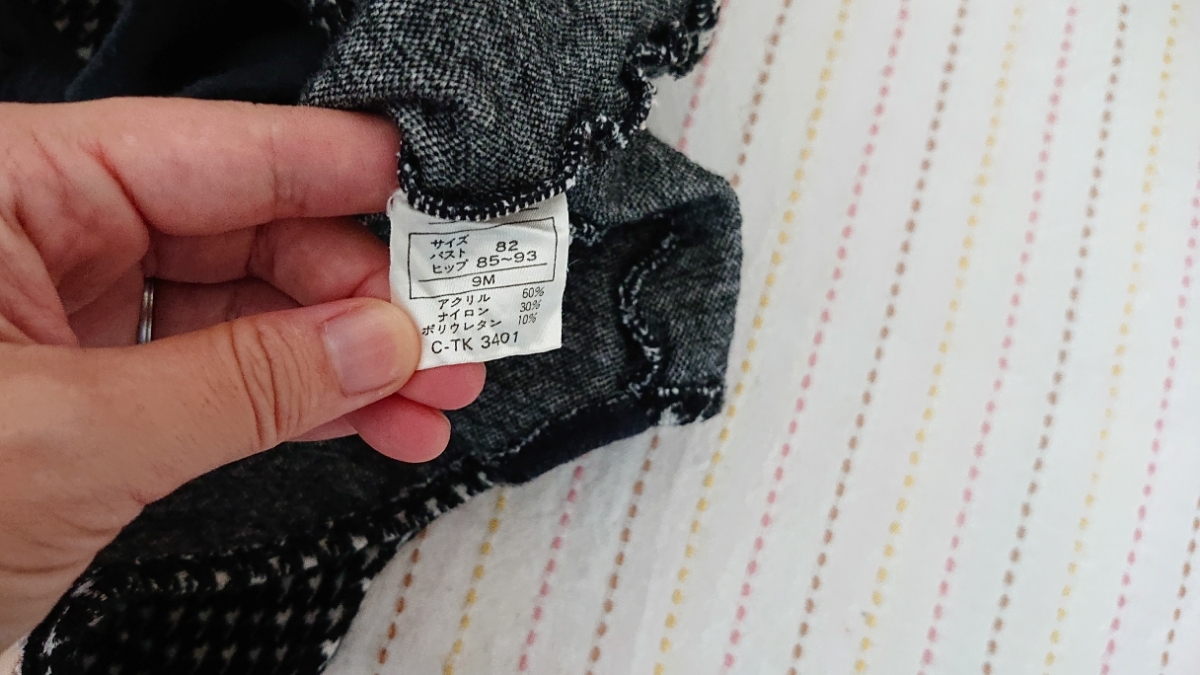 サイズ
バスト 82
ヒップ 85~93
9M
アクリル 60%
ナイロン 30%
ポリウレタン 10%
C-TK 3401